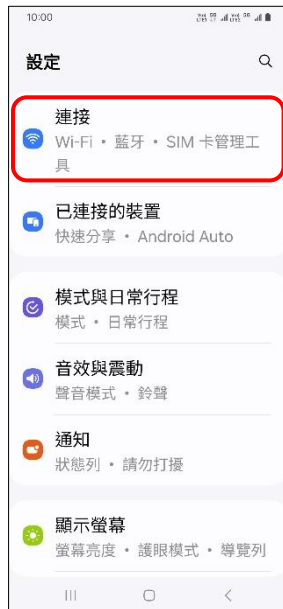 10:00
設定
連接
Wi-Fi • 藍牙 • SIM 卡管理工
具
已連接的裝置
快速分享 • Android Auto
模式與日常行程
模式 • 日常行程
音效與震動
聲音模式 • 鈴聲
通知
狀態列 • 請勿打擾
顯示螢幕
螢幕亮度 • 護眼模式 • 導覽列